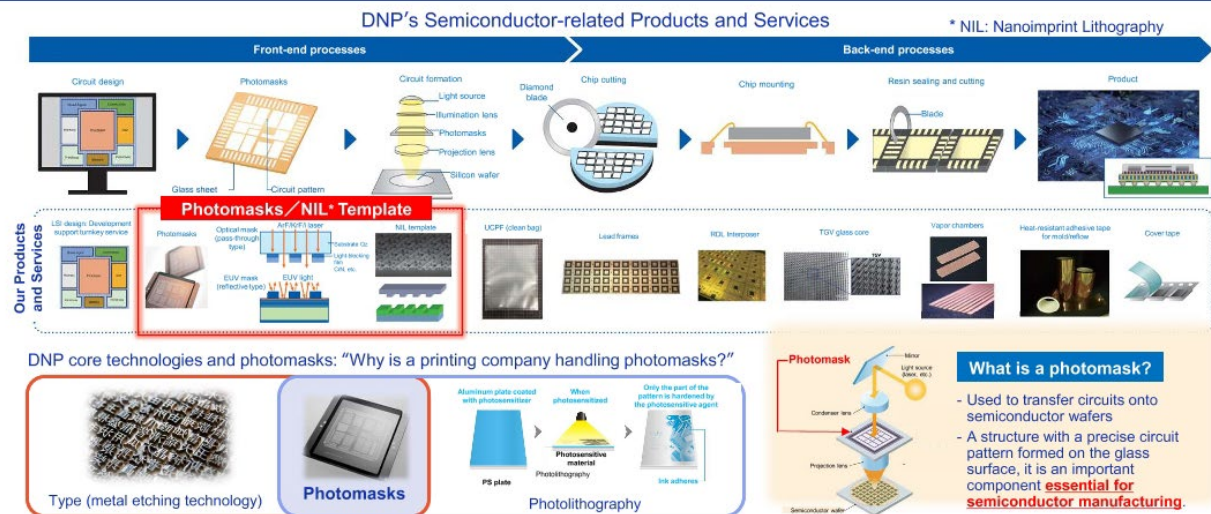 DNP's Semiconductor-related Products and Services
* NIL: Nanoimprint Lithography
Front-end processes
Back-end processes
Circuit design
Photomasks
Glass sheet
Circuit pattern
Circuit formation
Light source
Illumination lens
Photomasks
Projection lens
Silicon wafer
Chip cutting
Diamond
blade
Chip mounting
Resin sealing and cutting
Blade
Product
Our Products
and Services
LSI design: Development
support turnkey service
Photomasks／NIL* Template
Photomasks
Optical mask
(pass-through
type)
ArF/KrF/i laser
Substrate Qz
Light-blocking
film
CrN, etc.
EUV mask
(reflective type)
EUV light
NIL template
UCPF (clean bag)
Lead frames
RDL Interposer
TGV glass core
TGV
Vapor chambers
Heat-resistant adhesive tape
for mold/reflow
Cover tape
DNP core technologies and photomasks: "Why is a printing company handling photomasks?"
Type (metal etching technology)
Photomasks
Aluminum plate coated
with photosensitizer
PS plate
When
photosensitized
Photosensitive
material
Photolithography
Only the part of the
pattern is hardened by
the photosensitive agent
Ink adheres
Photolithography
Photomask
Mirror
Light source
(laser, etc.)
Condenser lens
Projection lens
Semiconductor wafer
What is a photomask?
- Used to transfer circuits onto
semiconductor wafers
- A structure with a precise circuit
pattern formed on the glass
surface, it is an important
component essential for
semiconductor manufacturing.